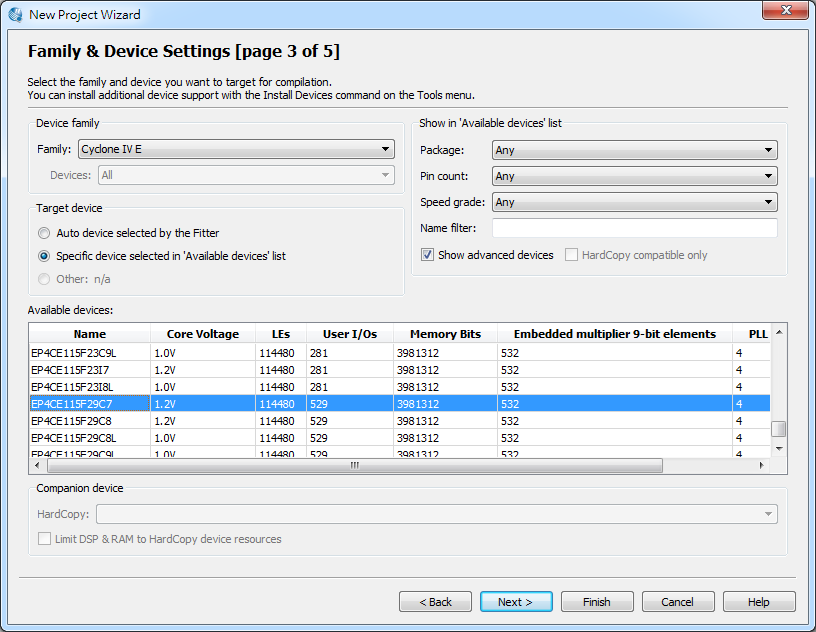 New Project Wizard
Family & Device Settings [page 3 of 5]
Select the family and device you want to target for compilation.
You can install additional device support with the Install Devices command on the Tools menu.
Device family
Family: Cyclone IV E
Devices: All
Target device
Auto device selected by the Fitter
Specific device selected in 'Available devices' list
Other: n/a
Show in 'Available devices' list
Package: Any
Pin count: Any
Speed grade: Any
Name filter:
Show advanced devices HardCopy compatible only
Available devices:
Name Core Voltage LEs User I/Os Memory Bits Embedded multiplier 9-bit elements PLL
EP4CE115F23C9L 1.0V 114480 281 3981312 532 4
EP4CE115F23I7 1.2V 114480 281 3981312 532 4
EP4CE115F23I8L 1.0V 114480 281 3981312 532 4
EP4CE115F29C7 1.2V 114480 529 3981312 532 4
EP4CE115F29C8 1.2V 114480 529 3981312 532 4
EP4CE115F29C8L 1.0V 114480 529 3981312 532 4
EP4CE115F29C9L 1.0V 114480 529 3981312 532 4
Companion device
HardCopy:
Limit DSP & RAM to HardCopy device resources
< Back Next > Finish Cancel Help